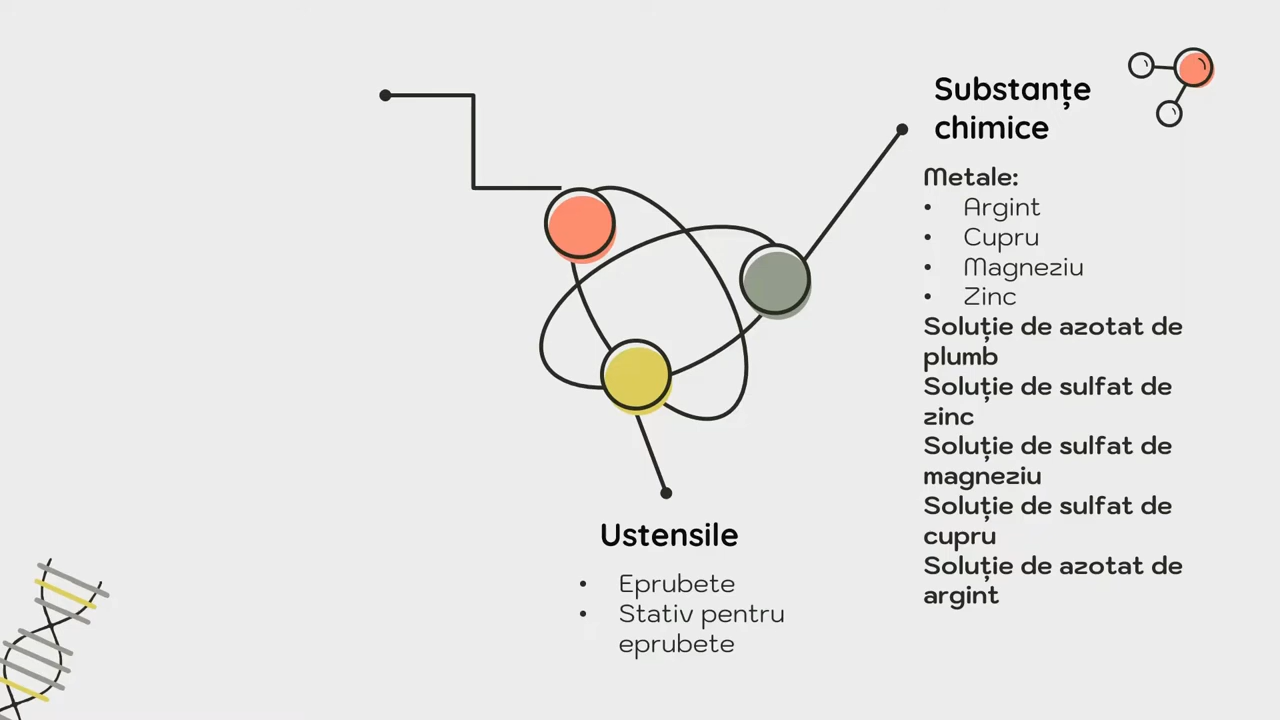 Substanțe
chimice
Metale:
• Argint
• Cupru
• Magneziu
• Zinc
Soluție de azotat de
plumb
Soluție de sulfat de
zinc
Soluție de sulfat de
magneziu
Soluție de sulfat de
cupru
Soluție de azotat de
argint
Ustensile
• Eprubete
• Stativ pentru
eprubete